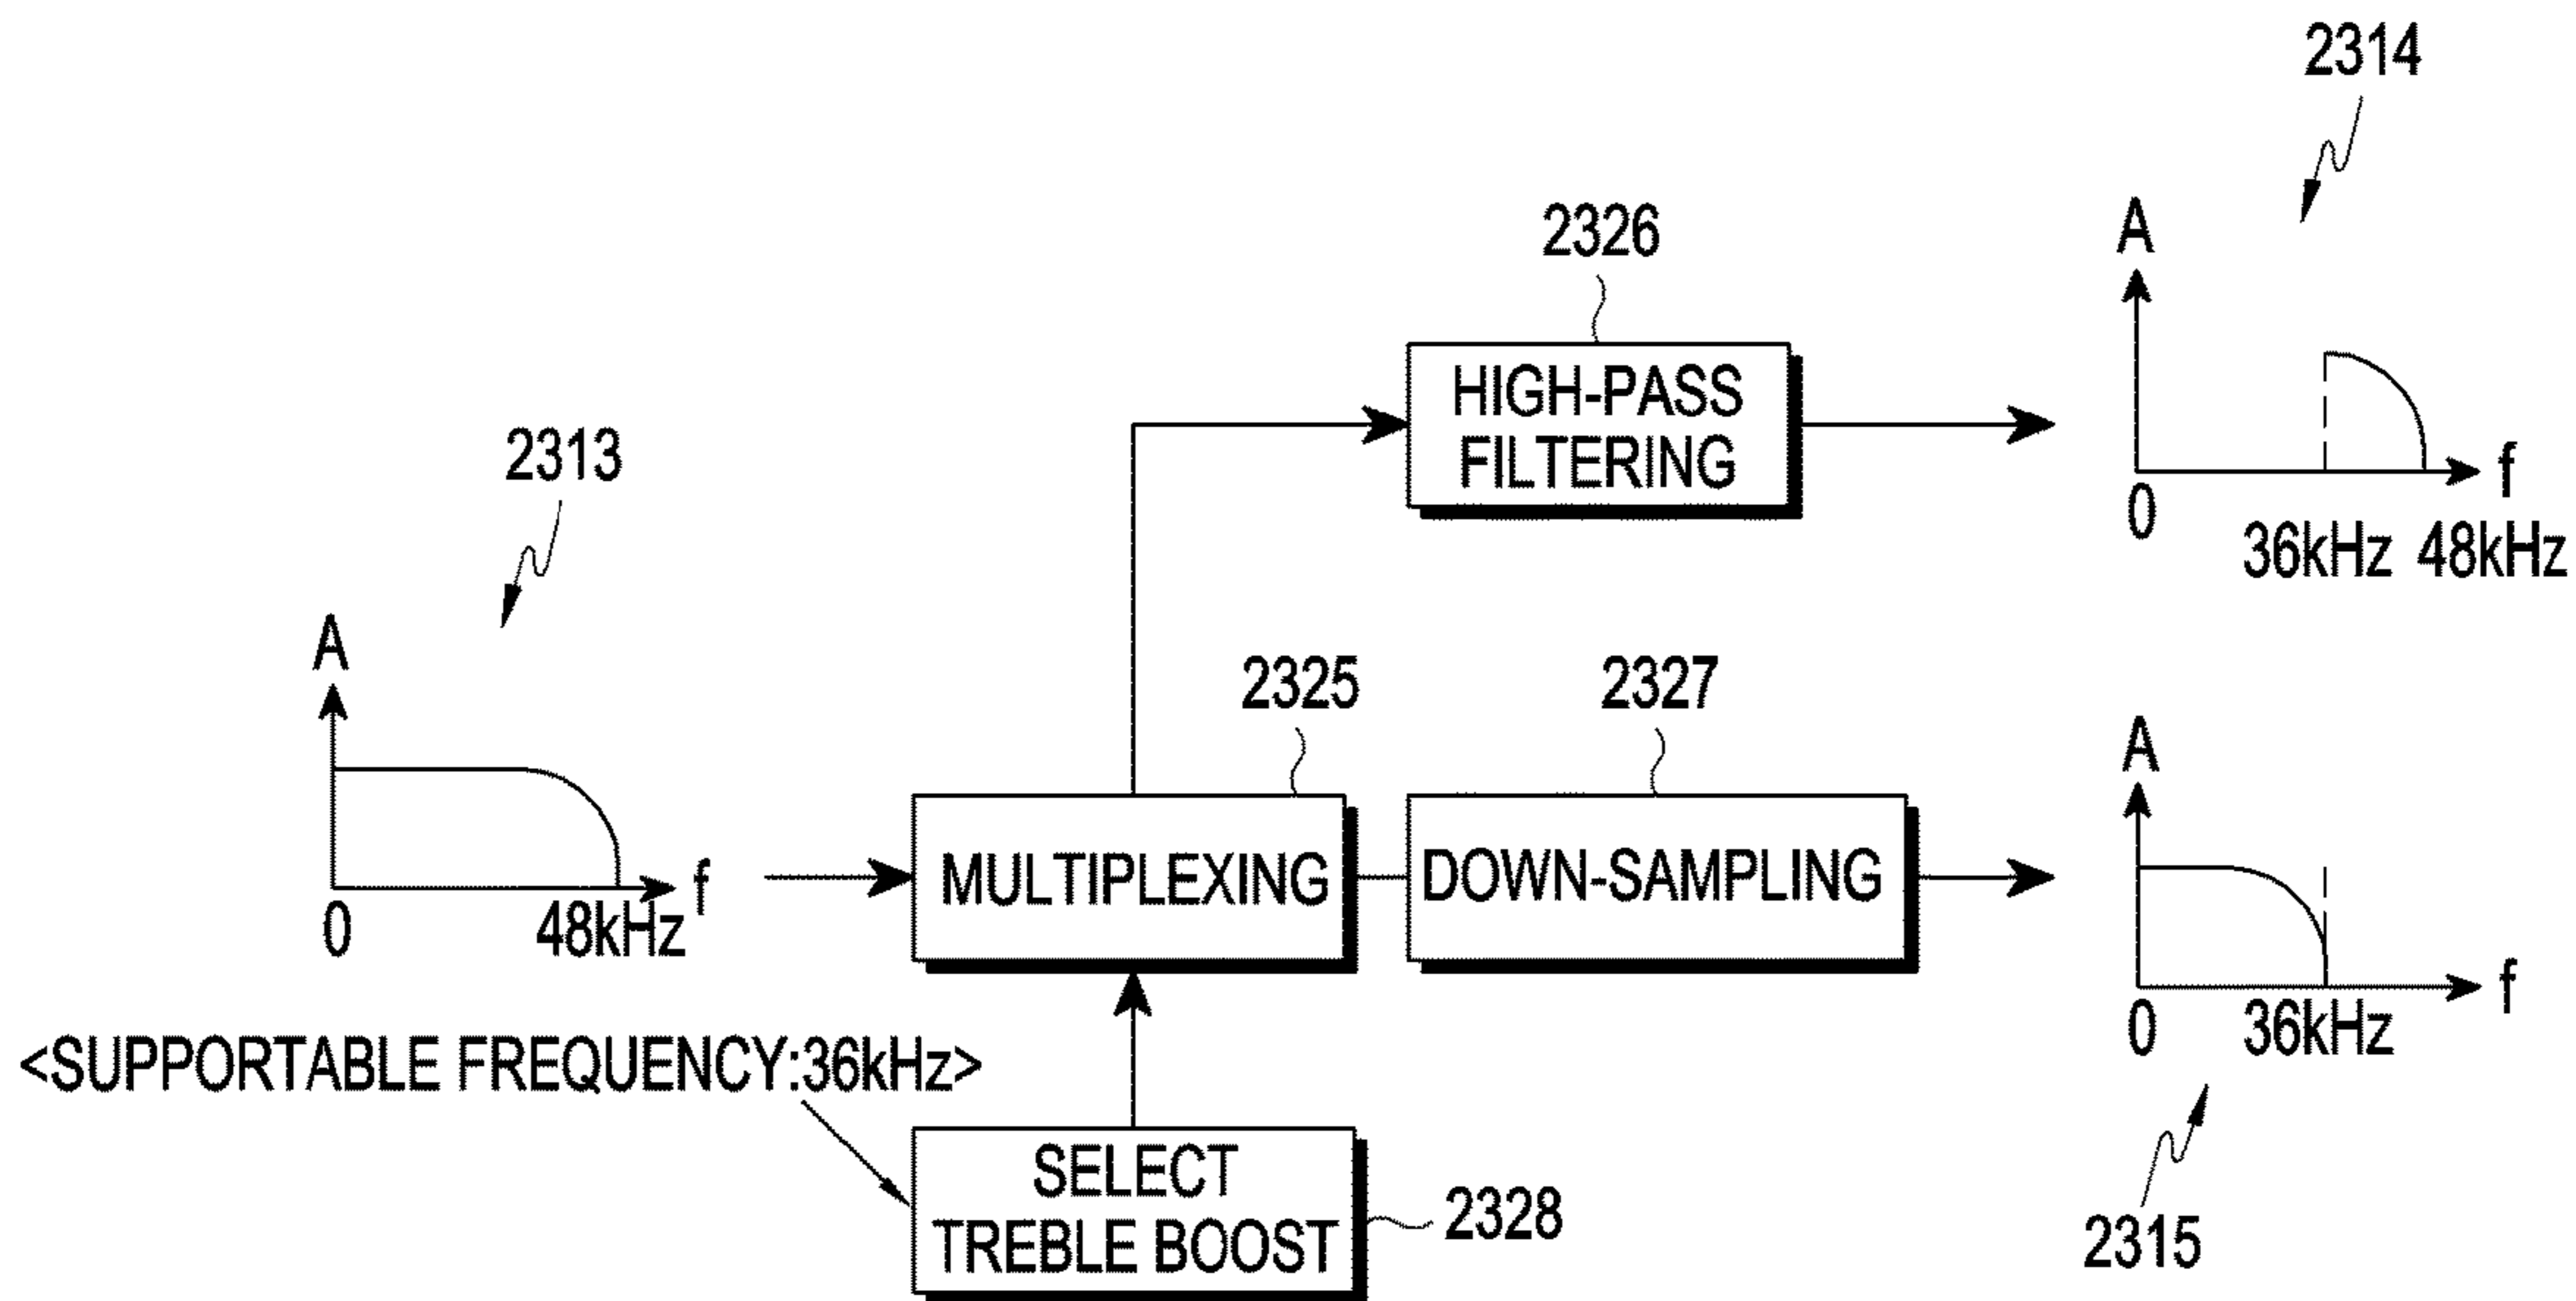 2314
A
2326
HIGH-PASS
FILTERING
f
0
36kHz 48kHz
2313
A
f
0
48kHz
2325
2327
MULTIPLEXING
DOWN-SAMPLING
A
f
0
36kHz
<SUPPORTABLE FREQUENCY:36kHz>
SELECT
TREBLE BOOST
2328
2315